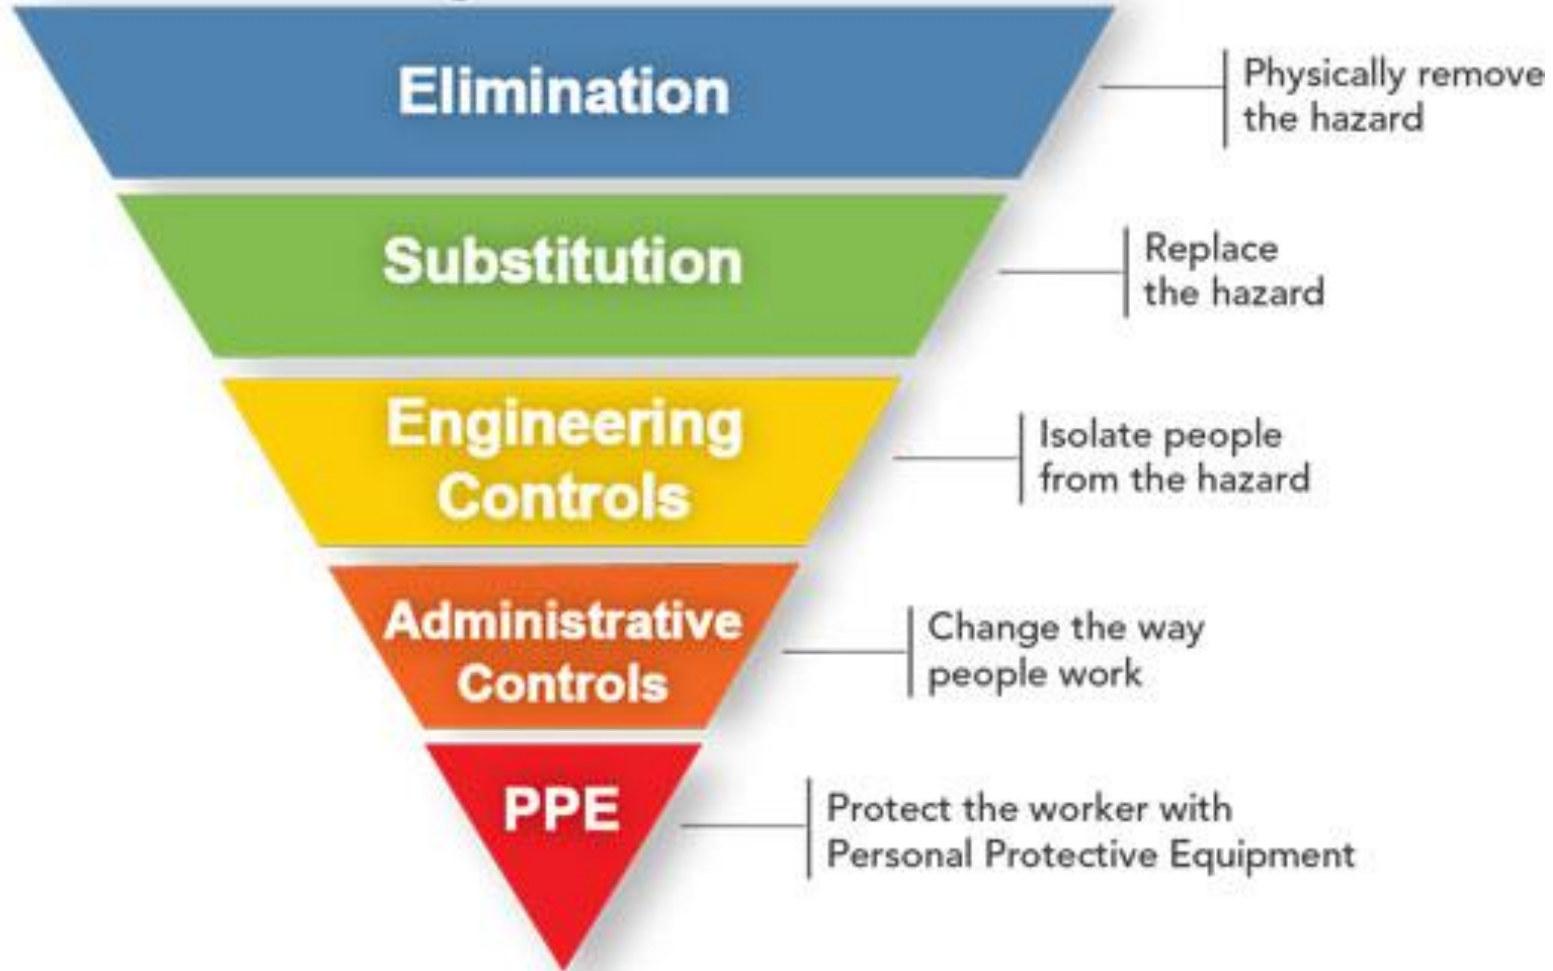 Elimination
Physically remove
the hazard
Substitution
Replace
the hazard
Engineering
Controls
Isolate people
from the hazard
Administrative
Controls
Change the way
people work
PPE
Protect the worker with
Personal Protective Equipment